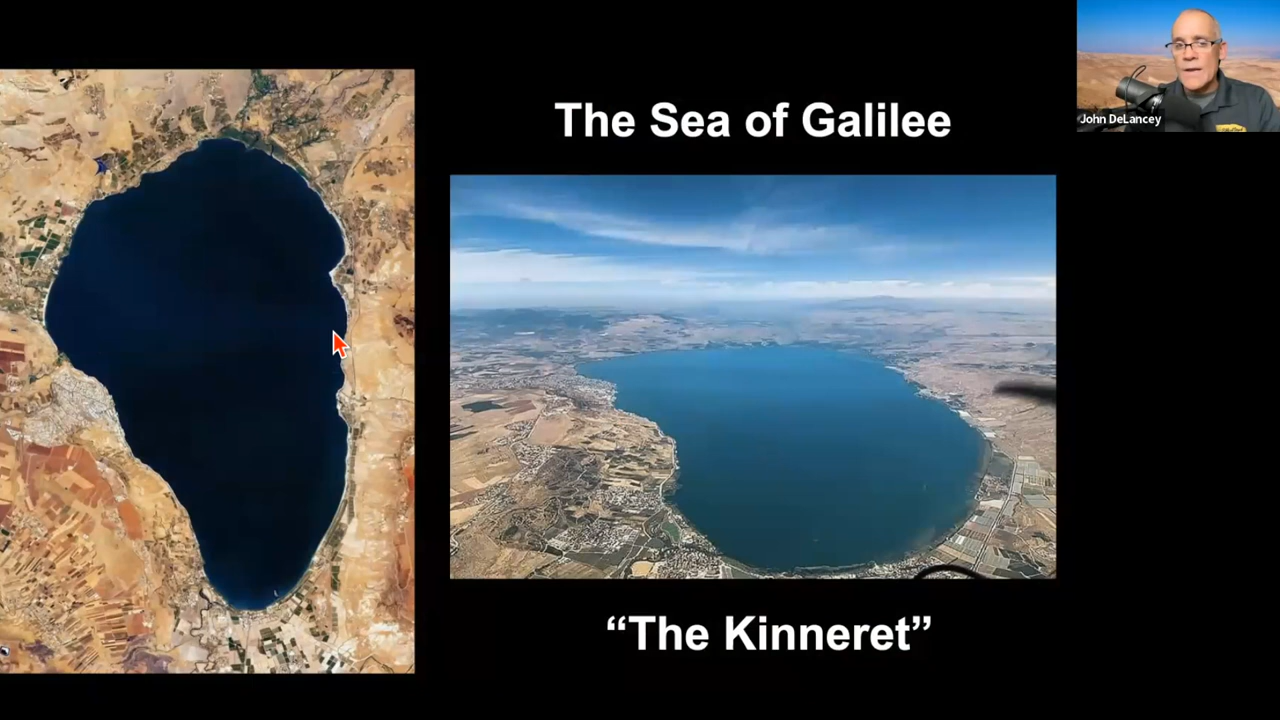 The Sea of Galilee
John DeLancey
“The Kinneret”